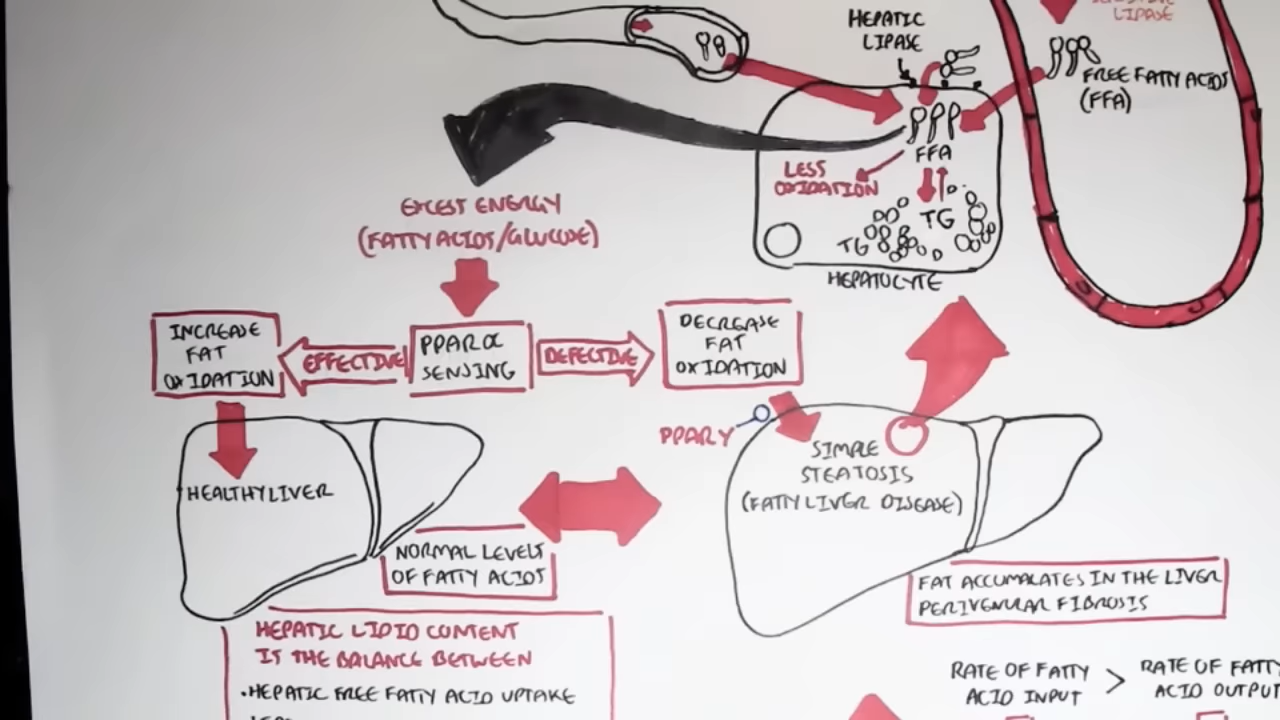 HEPATIC
LIPASE
LIPASE
FREE FATTY ACIDS
(FFA)
FFA
LESS
OXIDATION
TG
TG
HEPATOCYTE
EXCESS ENERGY
(FATTY ACIDS/GLUCOSE)
INCREASE
FAT
OXIDATION
EFFECTIVE
PPARα
SENSING
DEFECTIVE
DECREASE
FAT
OXIDATION
PPARγ
HEALTHY LIVER
SIMPLE
STEATOSIS
(FATTY LIVER DISEASE)
NORMAL LEVELS
OF FATTY ACIDS
FAT ACCUMALATES IN THE LIVER
PERIVENULAR FIBROSIS
HEPATIC LIPID CONTENT
IS THE BALANCE BETWEEN
•HEPATIC FREE FATTY ACID UPTAKE
RATE OF FATTY
ACID INPUT
>
RATE OF FATTY
ACID OUTPUT